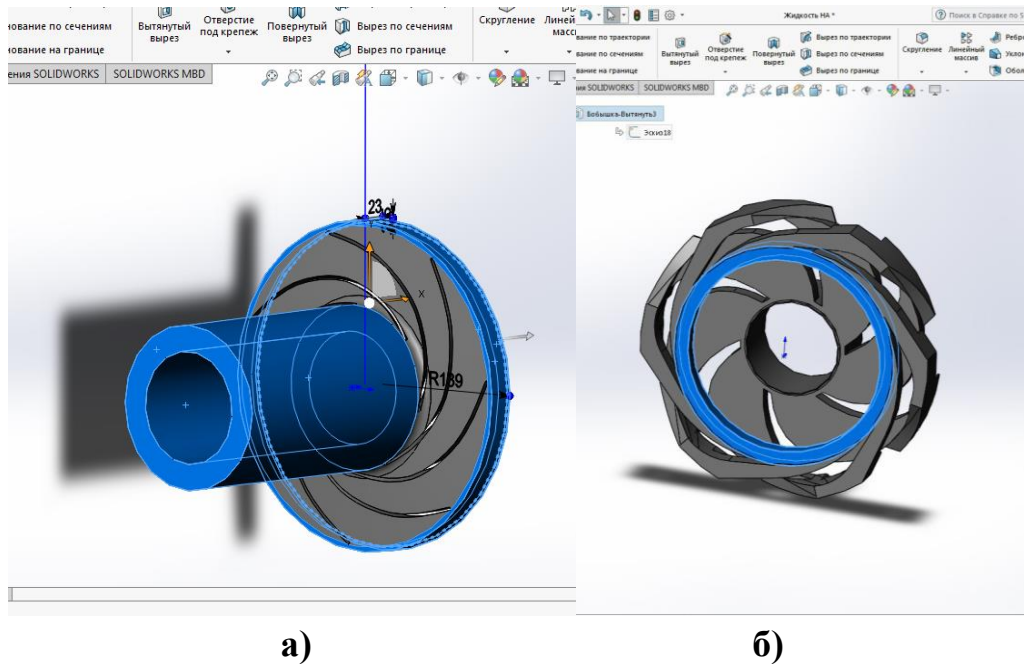 Вытянутый вырез
Отверстие под крепеж
Повернутый вырез
Вырез по сечениям
Вырез по границе
Скругление
нование по сечениям
нование на границе
ения SOLIDWORKS
SOLIDWORKS MBD
23
X
R139
Жидкость НА *
Поиск в Справке по S
вание по траектории
вание по сечениям
вание на границе
Вытянутый вырез
Отверстие под крепеж
Повернутый вырез
Вырез по траектории
Вырез по сечениям
Вырез по границе
Скругление
Линейный массив
Ребро
Уклон
Обол
ия SOLIDWORKS
SOLIDWORKS MBD
Бобышка-Вытянуть3
Эскиз18
а)
б)